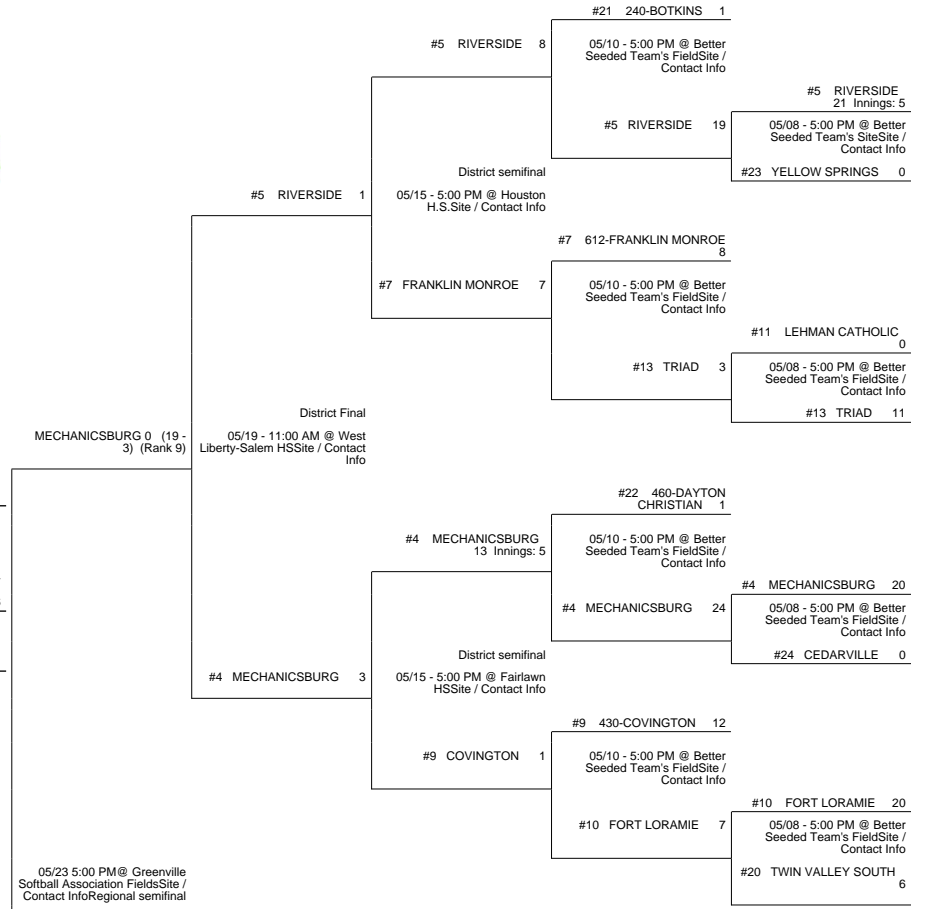 #21 240-BOTKINS 1
#5 RIVERSIDE 8
05/10 - 5:00 PM @ Better
Seeded Team's FieldSite /
Contact Info
#5 RIVERSIDE
21 Innings: 5
#5 RIVERSIDE 19
05/08 - 5:00 PM @ Better
Seeded Team's SiteSite /
Contact Info
#23 YELLOW SPRINGS 0
District semifinal
05/15 - 5:00 PM @ Houston
H.S.Site / Contact Info
#5 RIVERSIDE 1
#7 612-FRANKLIN MONROE
8
#7 FRANKLIN MONROE 7
05/10 - 5:00 PM @ Better
Seeded Team's FieldSite /
Contact Info
#11 LEHMAN CATHOLIC
0
#13 TRIAD 3
05/08 - 5:00 PM @ Better
Seeded Team's FieldSite /
Contact Info
#13 TRIAD 11
District Final
05/19 - 11:00 AM @ West
Liberty-Salem HSSite / Contact
Info
MECHANICSBURG 0 (19 -
3) (Rank 9)
#22 460-DAYTON
CHRISTIAN 1
#4 MECHANICSBURG
13 Innings: 5
05/10 - 5:00 PM @ Better
Seeded Team's FieldSite /
Contact Info
#4 MECHANICSBURG 20
#4 MECHANICSBURG 24
05/08 - 5:00 PM @ Better
Seeded Team's FieldSite /
Contact Info
#24 CEDARVILLE 0
District semifinal
05/15 - 5:00 PM @ Fairlawn
HSSite / Contact Info
#4 MECHANICSBURG 3
#9 430-COVINGTON 12
#9 COVINGTON 1
05/10 - 5:00 PM @ Better
Seeded Team's FieldSite /
Contact Info
#10 FORT LORAMIE 20
#10 FORT LORAMIE 7
05/08 - 5:00 PM @ Better
Seeded Team's FieldSite /
Contact Info
#20 TWIN VALLEY SOUTH
6
05/23 5:00 PM@ Greenville
Softball Association FieldsSite /
Contact InfoRegional semifinal